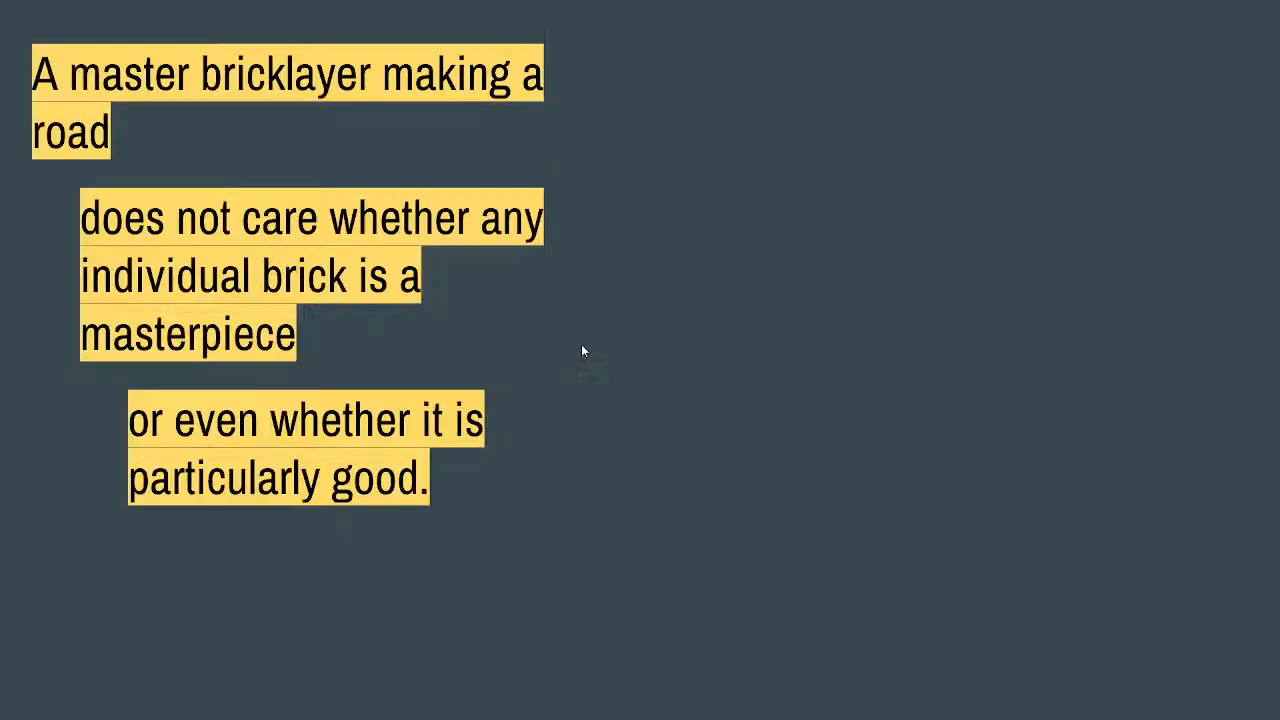 A master bricklayer making a
road
does not care whether any
individual brick is a
masterpiece
or even whether it is
particularly good.